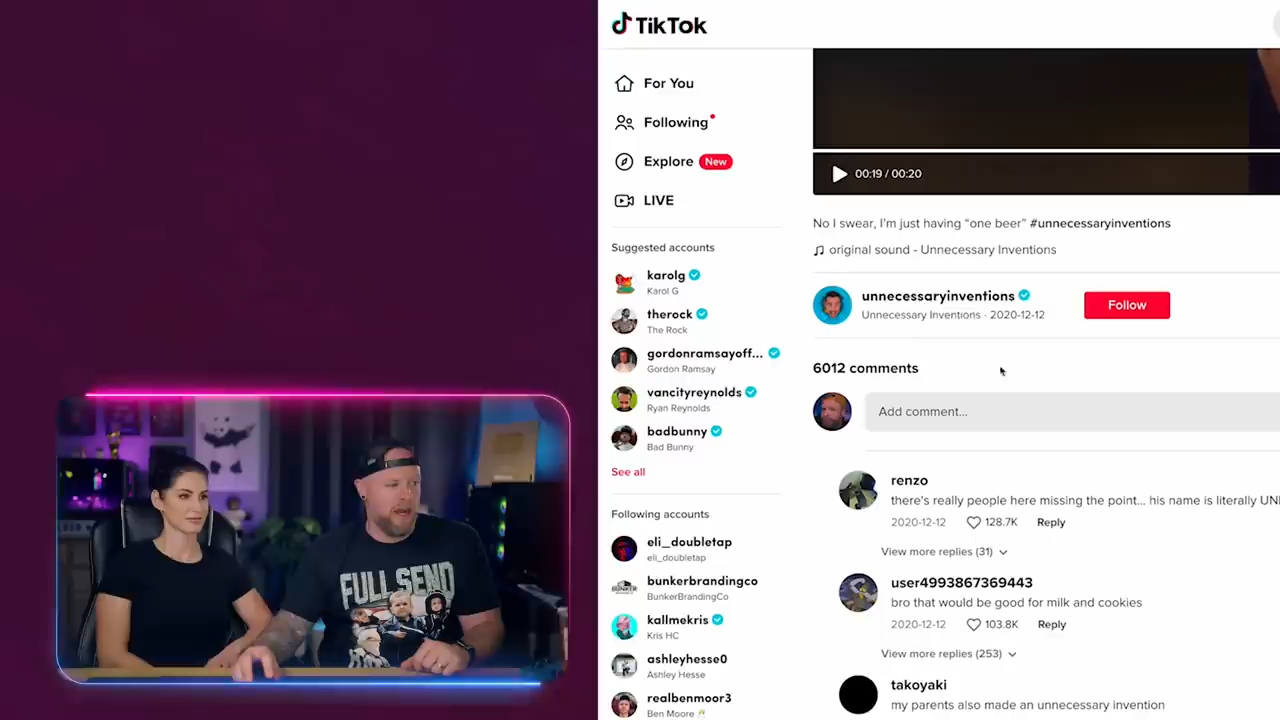 TikTok
For You
Following
Explore New
LIVE
Suggested accounts
karolg
Karol G
therock
The Rock
gordonramsayoff...
Gordon Ramsay
vancityreynolds
Ryan Reynolds
badbunny
Bad Bunny
See all
Following accounts
eli_doubletap
eli_doubletap
bunkerbrandingco
BunkerBrandingCo
kallmekris
Kris HC
ashleyhesse0
Ashley Hesse
realbenmoor3
Ben Moore
00:19 / 00:20
No I swear, I'm just having “one beer” #unnecessaryinventions
original sound - Unnecessary Inventions
unnecessaryinventions
Unnecessary Inventions · 2020-12-12
Follow
6012 comments
Add comment...
renzo
there's really people here missing the point... his name is literally UN
2020-12-12 128.7K Reply
View more replies (31)
user4993867369443
bro that would be good for milk and cookies
2020-12-12 103.8K Reply
View more replies (253)
takoyaki
my parents also made an unnecessary invention
FULL SEND